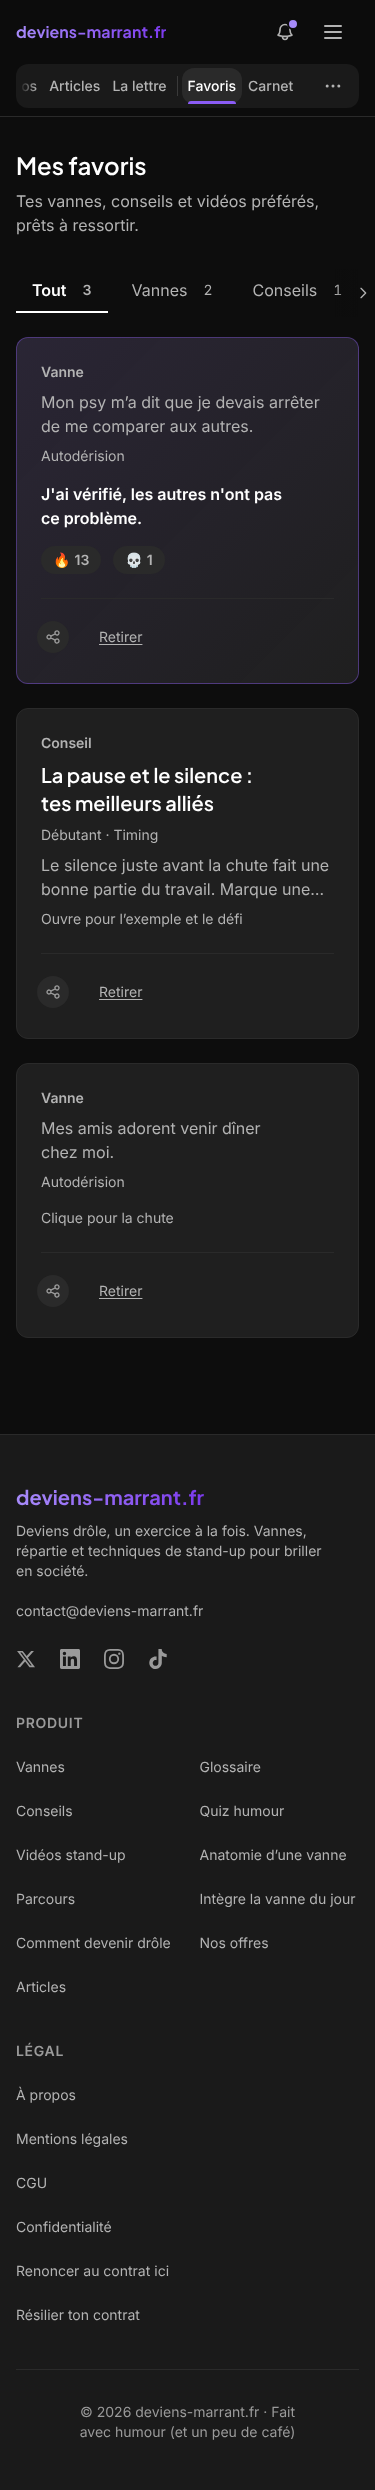 deviens-marrant.fr
os Articles La lettre Favoris Carnet
Mes favoris
Tes vannes, conseils et vidéos préférés,
prêts à ressortir.
Tout 3 Vannes 2 Conseils 1
Vanne
Mon psy m’a dit que je devais arrêter
de me comparer aux autres.
Autodérision
J'ai vérifié, les autres n'ont pas
ce problème.
🔥 13 💀 1
Retirer
Conseil
La pause et le silence :
tes meilleurs alliés
Débutant · Timing
Le silence juste avant la chute fait une
bonne partie du travail. Marque une…
Ouvre pour l’exemple et le défi
Retirer
Vanne
Mes amis adorent venir dîner
chez moi.
Autodérision
Clique pour la chute
Retirer
deviens-marrant.fr
Deviens drôle, un exercice à la fois. Vannes,
répartie et techniques de stand-up pour briller
en société.
contact@deviens-marrant.fr
PRODUIT
Vannes Glossaire
Conseils Quiz humour
Vidéos stand-up Anatomie d’une vanne
Parcours Intègre la vanne du jour
Comment devenir drôle Nos offres
Articles
LÉGAL
À propos
Mentions légales
CGU
Confidentialité
Renoncer au contrat ici
Résilier ton contrat
© 2026 deviens-marrant.fr · Fait
avec humour (et un peu de café)